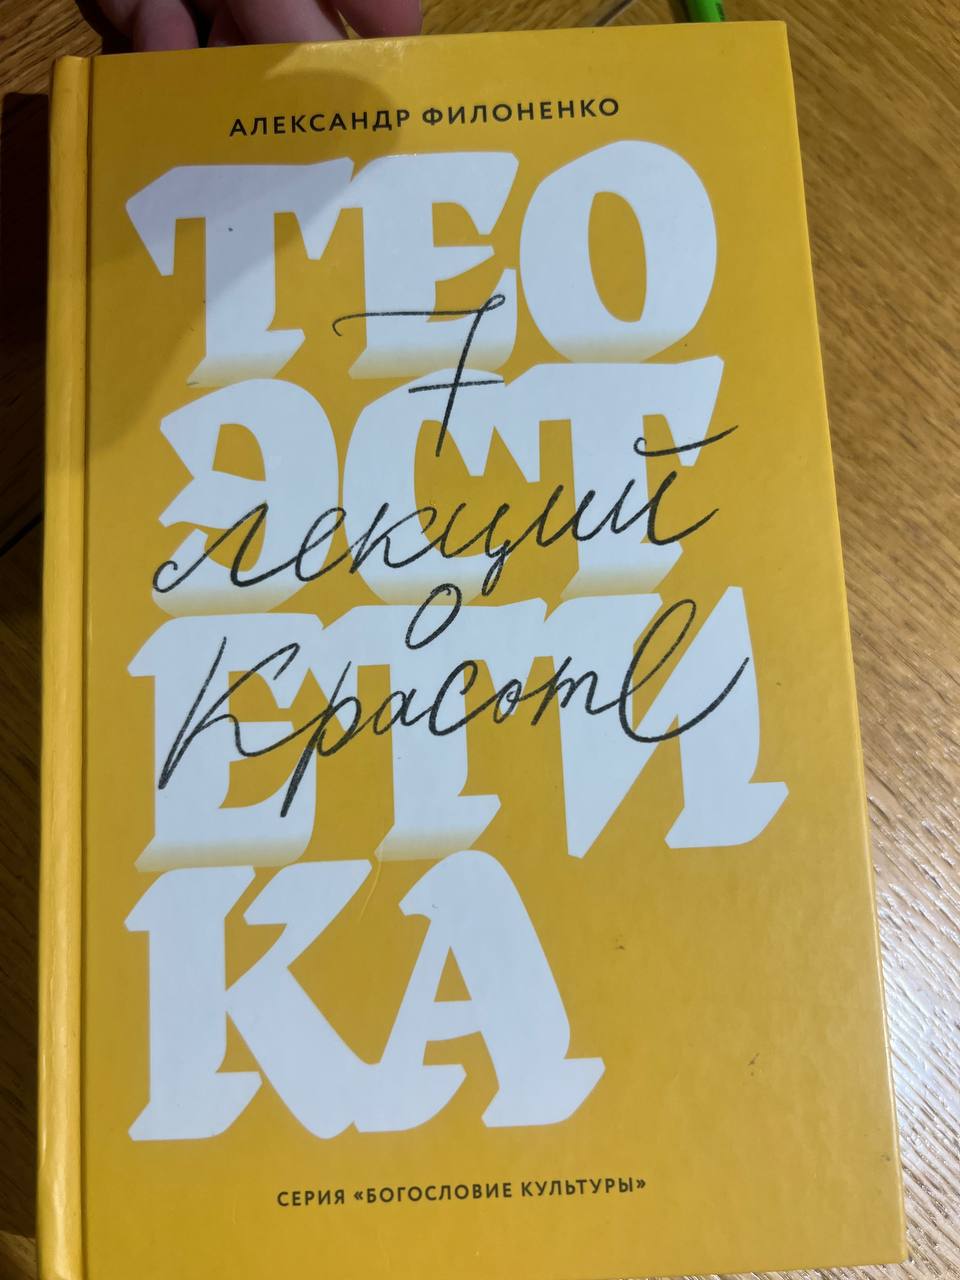 АЛЕКСАНДР ФИЛОНЕНКО
ТЕО
ЭСТ
ЕТИ
КА
7
лекций
о
Красоте
СЕРИЯ «БОГОСЛОВИЕ КУЛЬТУРЫ»